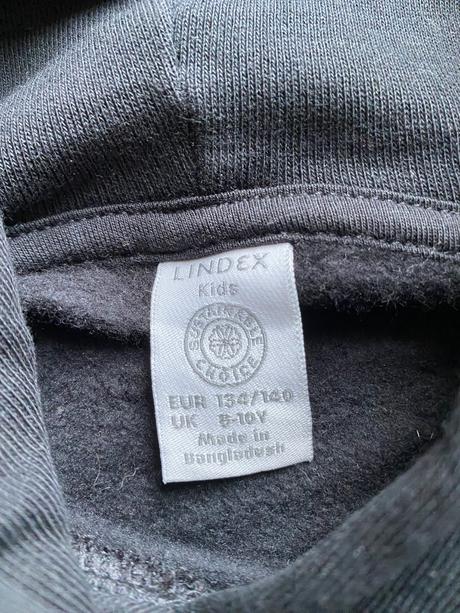 LINDEX
Kids
SUSTAINABLE
CHOICE
EUR 134/140
UK 8-10Y
Made in
Bangladesh